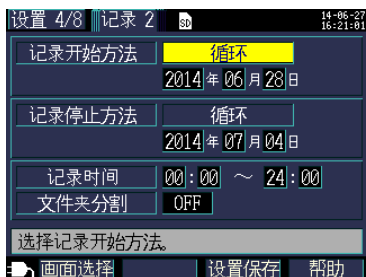 设置 4/8 记录 2 SD 14-06-27
16:21:01
记录开始方法 循环
2014 年 06 月 28 日
记录停止方法 循环
2014 年 07 月 04 日
记录时间 00:00 ～ 24:00
文件夹分割 OFF
选择记录开始方法。
画面选择 设置保存 帮助